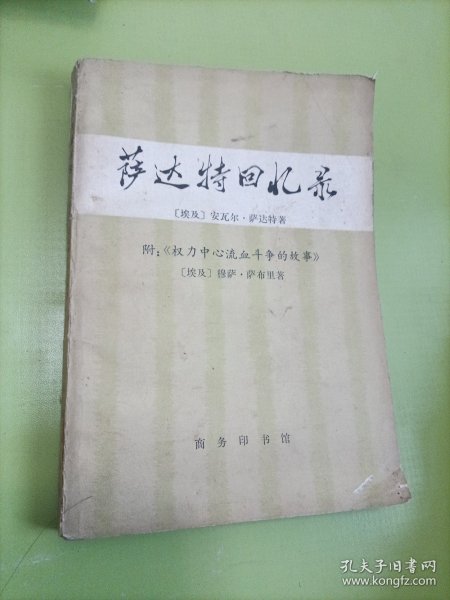 萨达特回忆录
〔埃及〕安瓦尔·萨达特著
附：《权力中心流血斗争的故事》
〔埃及〕穆萨·萨布里著
商务印书馆
孔夫子旧书网
www.kongfz.com